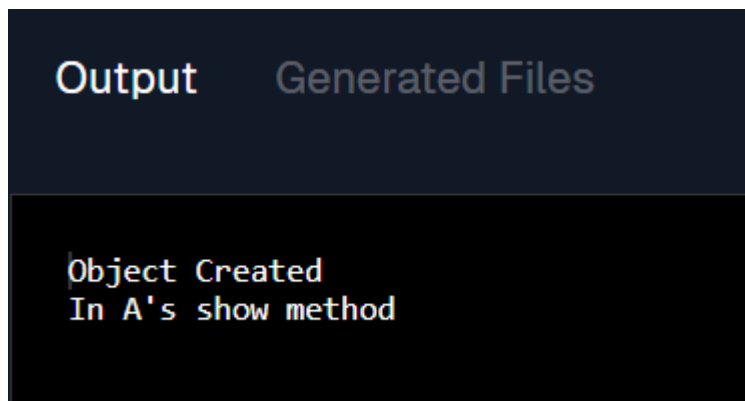 Output Generated Files
Object Created
In A's show method